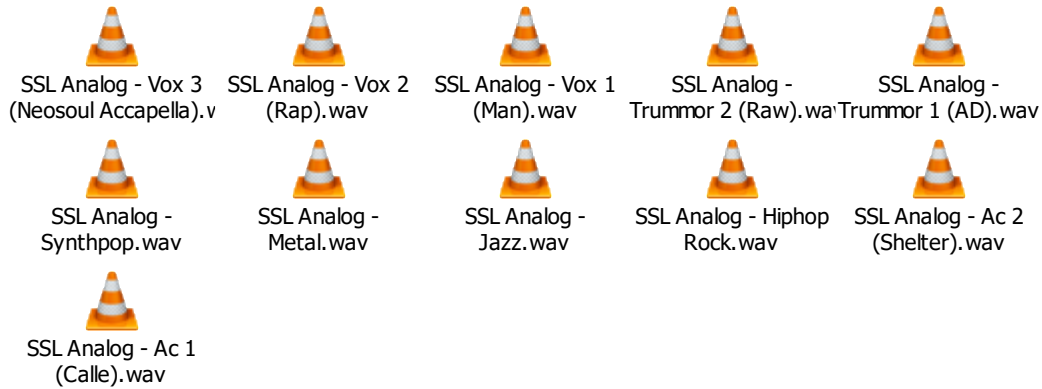 SSL Analog - Vox 3
(Neosoul Accapella).v
SSL Analog - Vox 2
(Rap).wav
SSL Analog - Vox 1
(Man).wav
SSL Analog -
Trummor 2 (Raw).wav
SSL Analog -
Trummor 1 (AD).wav
SSL Analog -
Synthpop.wav
SSL Analog -
Metal.wav
SSL Analog -
Jazz.wav
SSL Analog - Hiphop
Rock.wav
SSL Analog - Ac 2
(Shelter).wav
SSL Analog - Ac 1
(Calle).wav